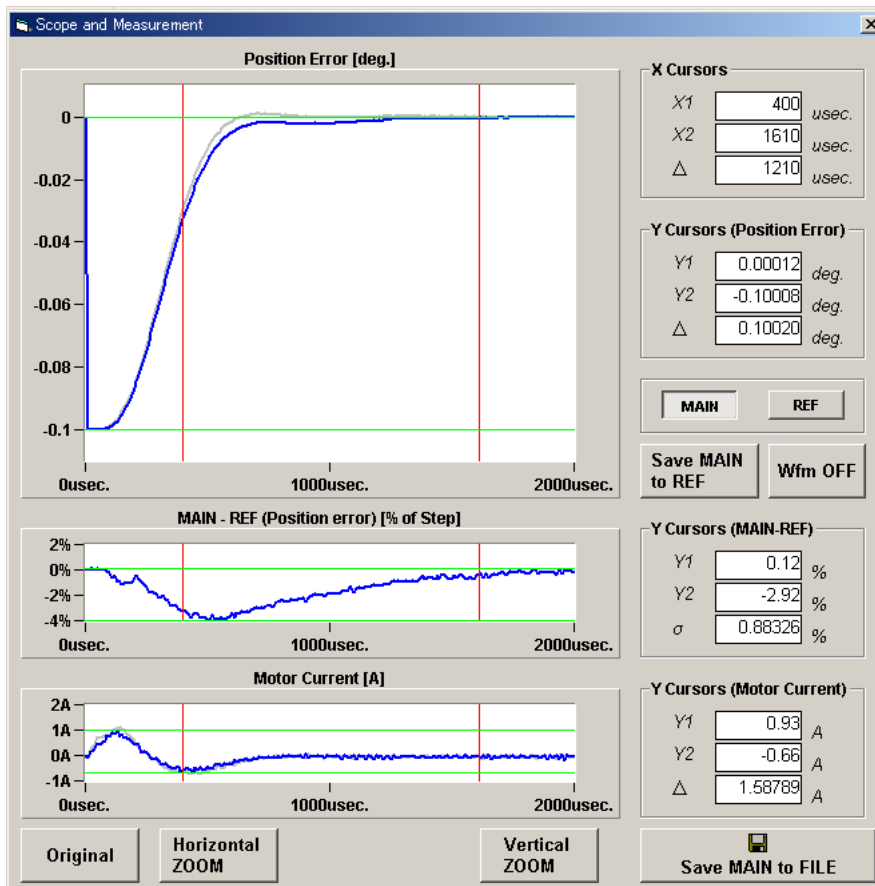 Scope and Measurement
Position Error [deg.]
0
-0.02
-0.04
-0.06
-0.08
-0.1
0usec.
1000usec.
2000usec.
MAIN - REF (Position error) [% of Step]
2%
0%
-2%
-4%
0usec.
1000usec.
2000usec.
Motor Current [A]
2A
1A
0A
-1A
0usec.
1000usec.
2000usec.
Original
Horizontal
ZOOM
Vertical
ZOOM
X Cursors
X1 400 usec.
X2 1610 usec.
△ 1210 usec.
Y Cursors (Position Error)
Y1 0.00012 deg.
Y2 -0.10008 deg.
△ 0.10020 deg.
MAIN
REF
Save MAIN
to REF
Wfm OFF
Y Cursors (MAIN-REF)
Y1 0.12 %
Y2 -2.92 %
σ 0.88326 %
Y Cursors (Motor Current)
Y1 0.93 A
Y2 -0.66 A
△ 1.58789 A
Save MAIN to FILE